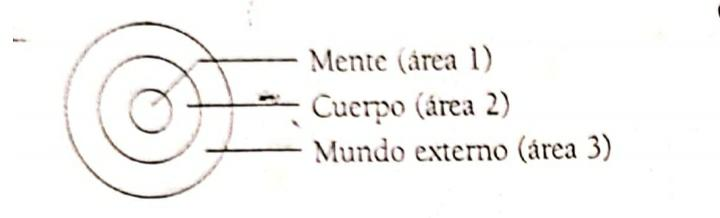 Mente (área 1)
Cuerpo (área 2)
Mundo externo (área 3)